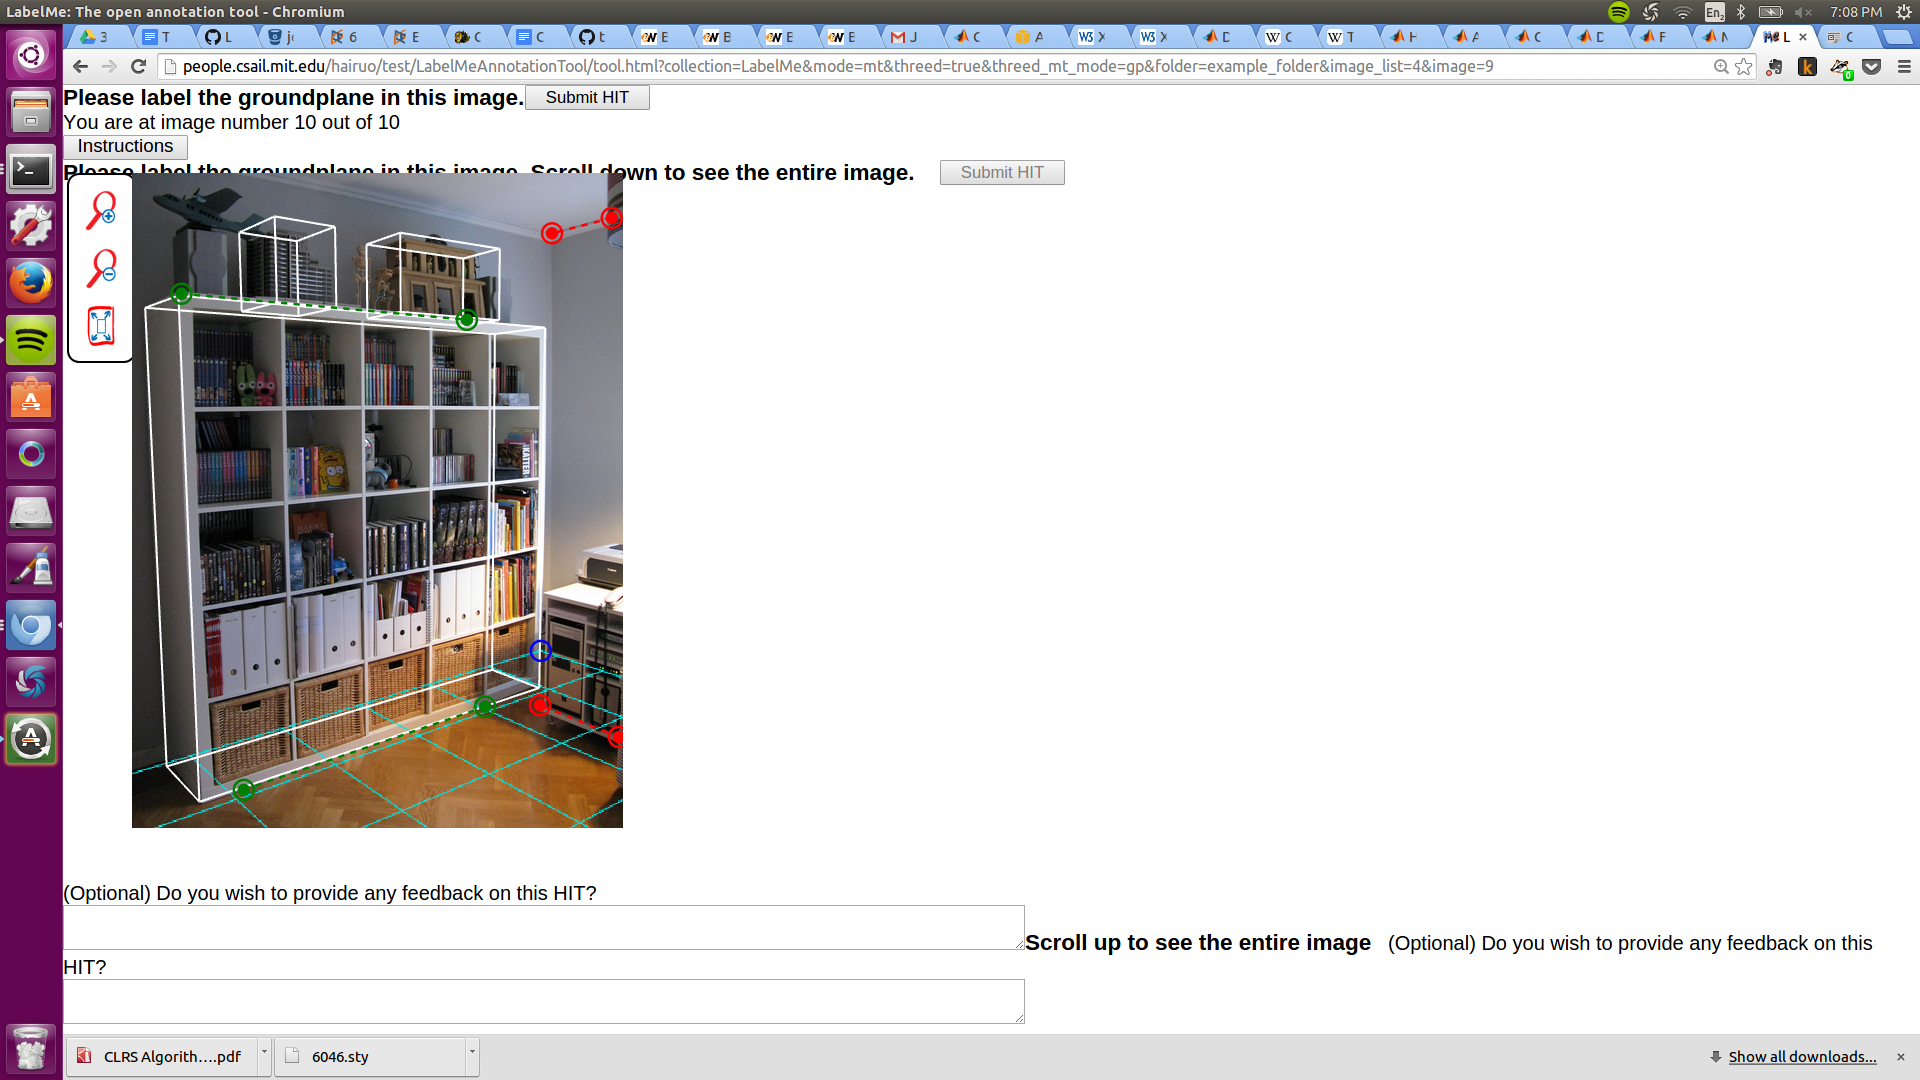 LabelMe: The open annotation tool - Chromium
En2
7:08 PM
3
T
L
j
6
E
C
C
t
E
B
E
E
J
C
A
X
X
D
C
T
H
A
C
D
F
N
L ×
C
people.csail.mit.edu/hairuo/test/LabelMeAnnotationTool/tool.html?collection=LabelMe&mode=mt&threed=true&threed_mt_mode=gp&folder=example_folder&image_list=4&image=9
Please label the groundplane in this image. Submit HIT
You are at image number 10 out of 10
Instructions
Please label the groundplane in this image. Scroll down to see the entire image. Submit HIT
KATTER
(Optional) Do you wish to provide any feedback on this HIT?
Scroll up to see the entire image (Optional) Do you wish to provide any feedback on this
HIT?
CLRS Algorith....pdf
6046.sty
Show all downloads...